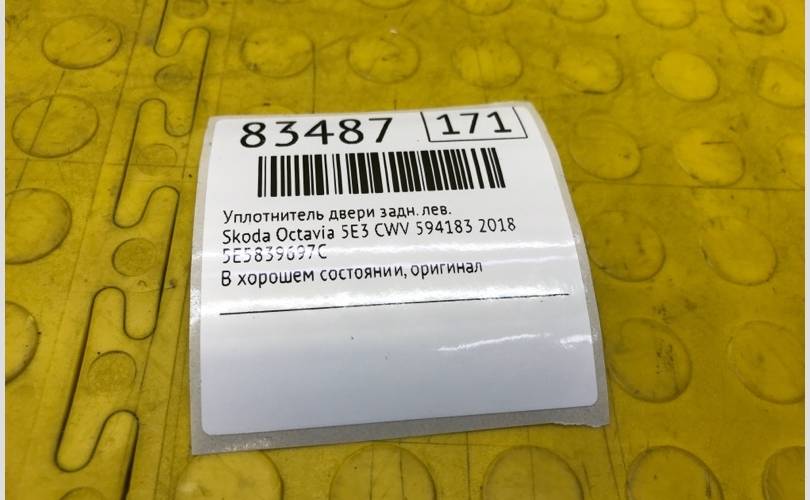 83487 171
Уплотнитель двери задн. лев.
Skoda Octavia 5E3 CWV 594183 2018
5E5839697C
В хорошем состоянии, оригинал